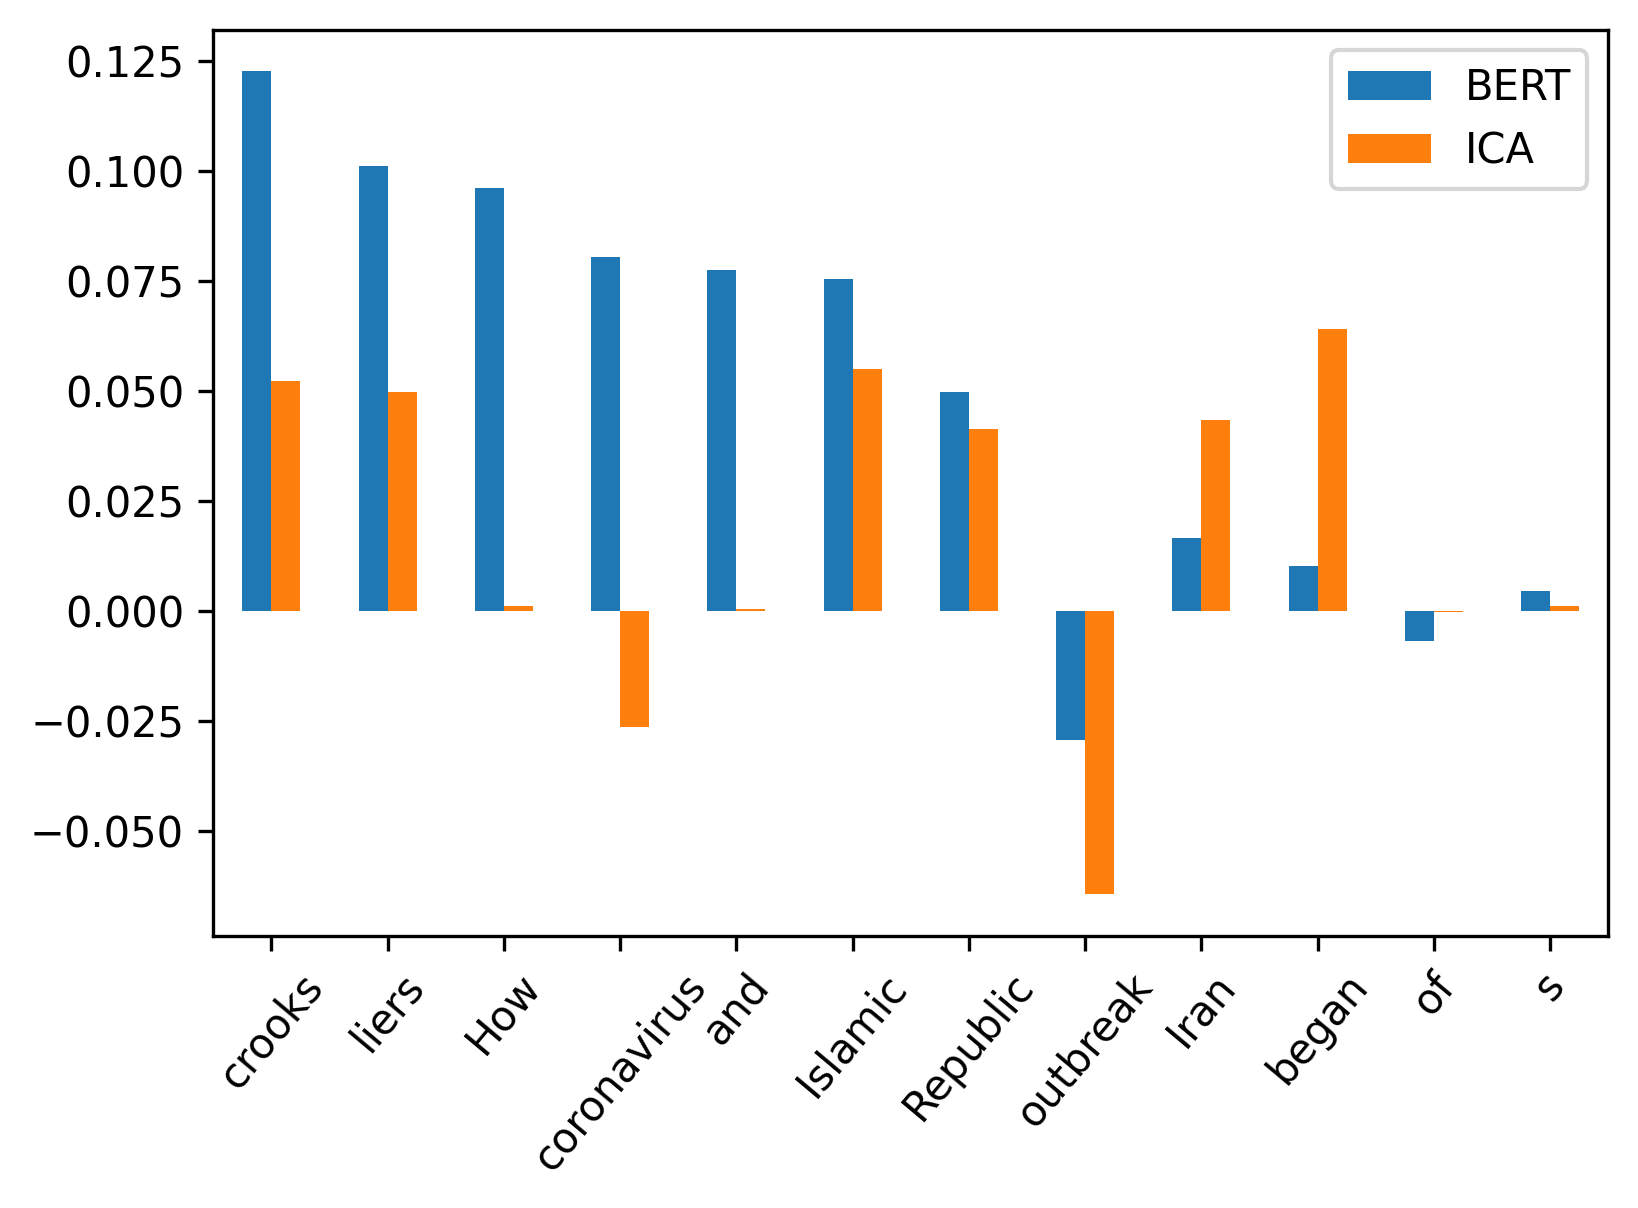 0.125
0.100
0.075
0.050
0.025
0.000
−0.025
−0.050
BERT
ICA
crooks
liers
How
coronavirus
and
Islamic
Republic
outbreak
Iran
began
of
s